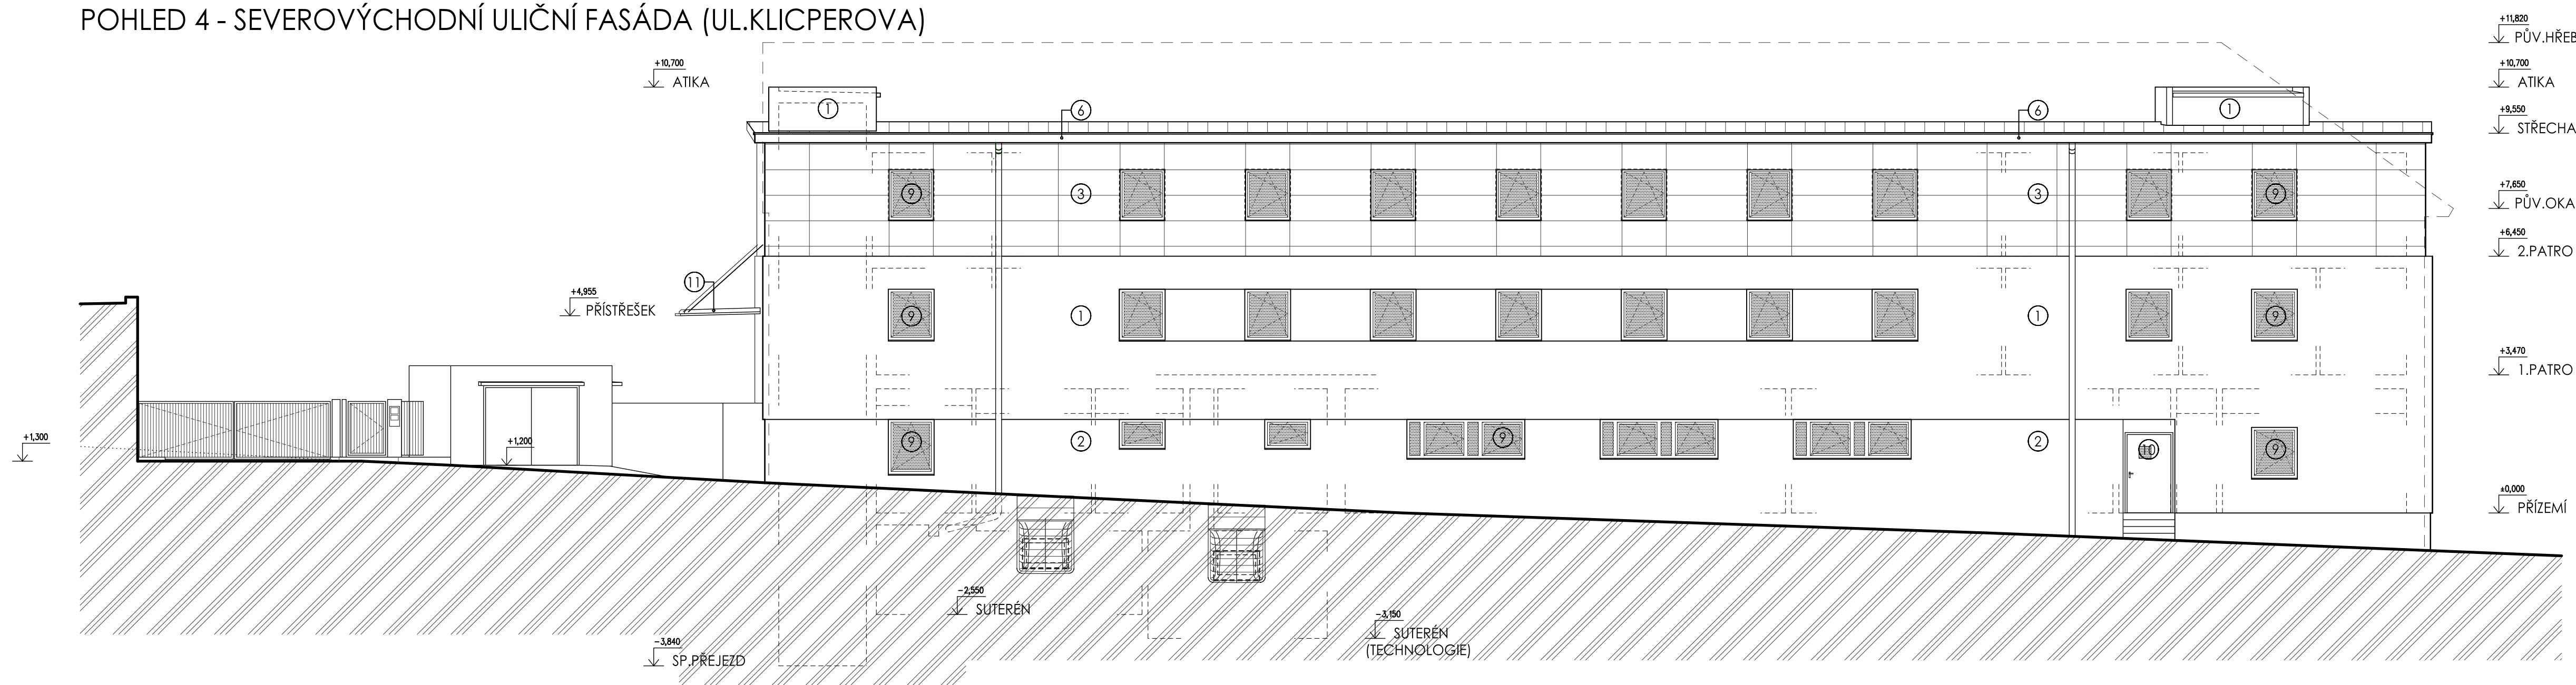 POHLED 4 - SEVEROVÝCHODNÍ ULIČNÍ FASÁDA (UL.KLICPEROVA)
+11,820
PŮV.HŘEB
+10,700
ATIKA
+10,700
ATIKA
1
6
6
1
+9,550
STŘECHA
9
3
3
9
+7,650
PŮV.OKA
+6,450
2.PATRO
11
+4,955
PŘÍSTŘEŠEK
9
1
1
9
+3,470
1.PATRO
+1,300
+1,200
9
2
9
2
10
9
±0,000
PŘÍZEMÍ
-2,550
SUTERÉN
-3,150
SUTERÉN
(TECHNOLOGIE)
-3,840
SP.PŘEJEZD